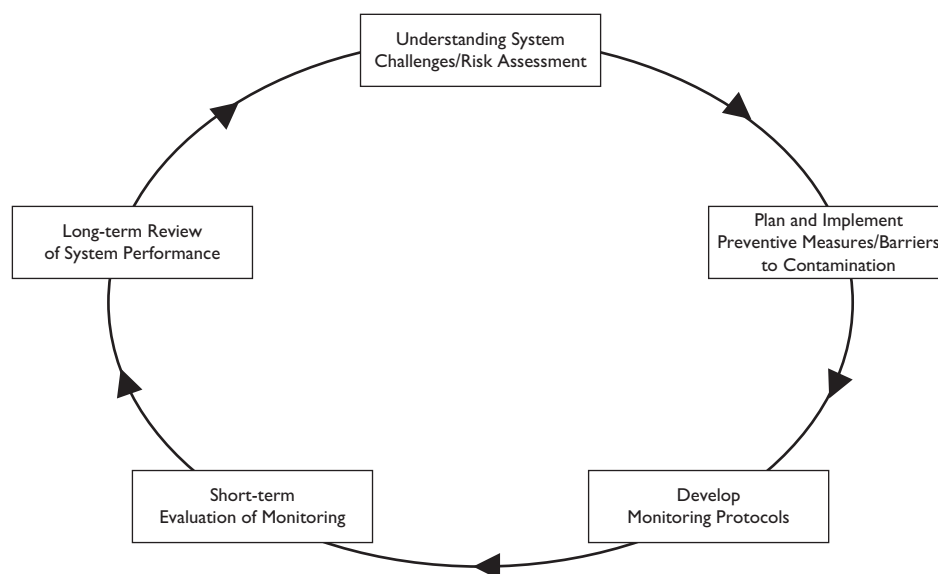 Understanding System
Challenges/Risk Assessment
Plan and Implement
Preventive Measures/Barriers
to Contamination
Develop
Monitoring Protocols
Short-term
Evaluation of Monitoring
Long-term Review
of System Performance